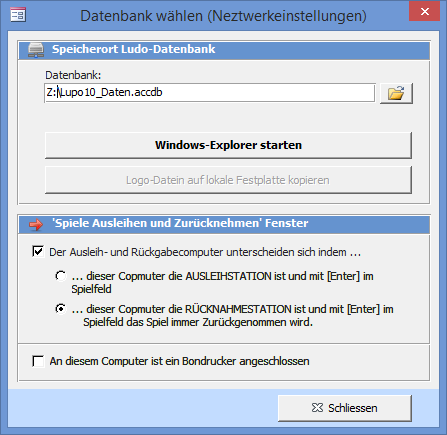 Datenbank wählen (Neztwerkeinstellungen)
Speicherort Ludo-Datenbank
Datenbank:
Z:\Lupo10_Daten.accdb
Windows-Explorer starten
Logo-Datein auf lokale Festplatte kopieren
'Spiele Ausleihen und Zurücknehmen' Fenster
Der Ausleih- und Rückgabecomputer unterscheiden sich indem ...
... dieser Copmuter die AUSLEIHSTATION ist und mit [Enter] im
Spielfeld
... dieser Copmuter die RÜCKNAHMESTATION ist und mit [Enter] im
Spielfeld das Spiel immer Zurückgenommen wird.
An diesem Computer ist ein Bondrucker angeschlossen
Schliessen